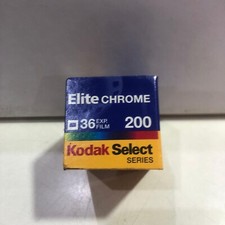 Elite CHROME
36 EXP. FILM 200
Kodak Select
SERIES